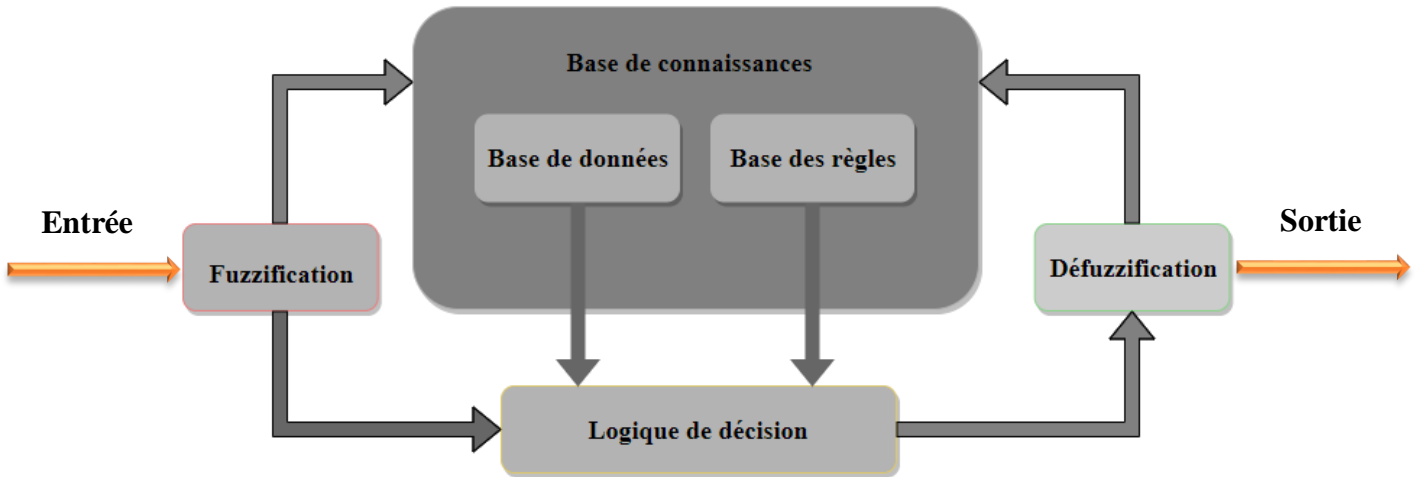 Base de connaissances
Base de données
Base des règles
Entrée
Sortie
Fuzzification
Défuzzification
Logique de décision